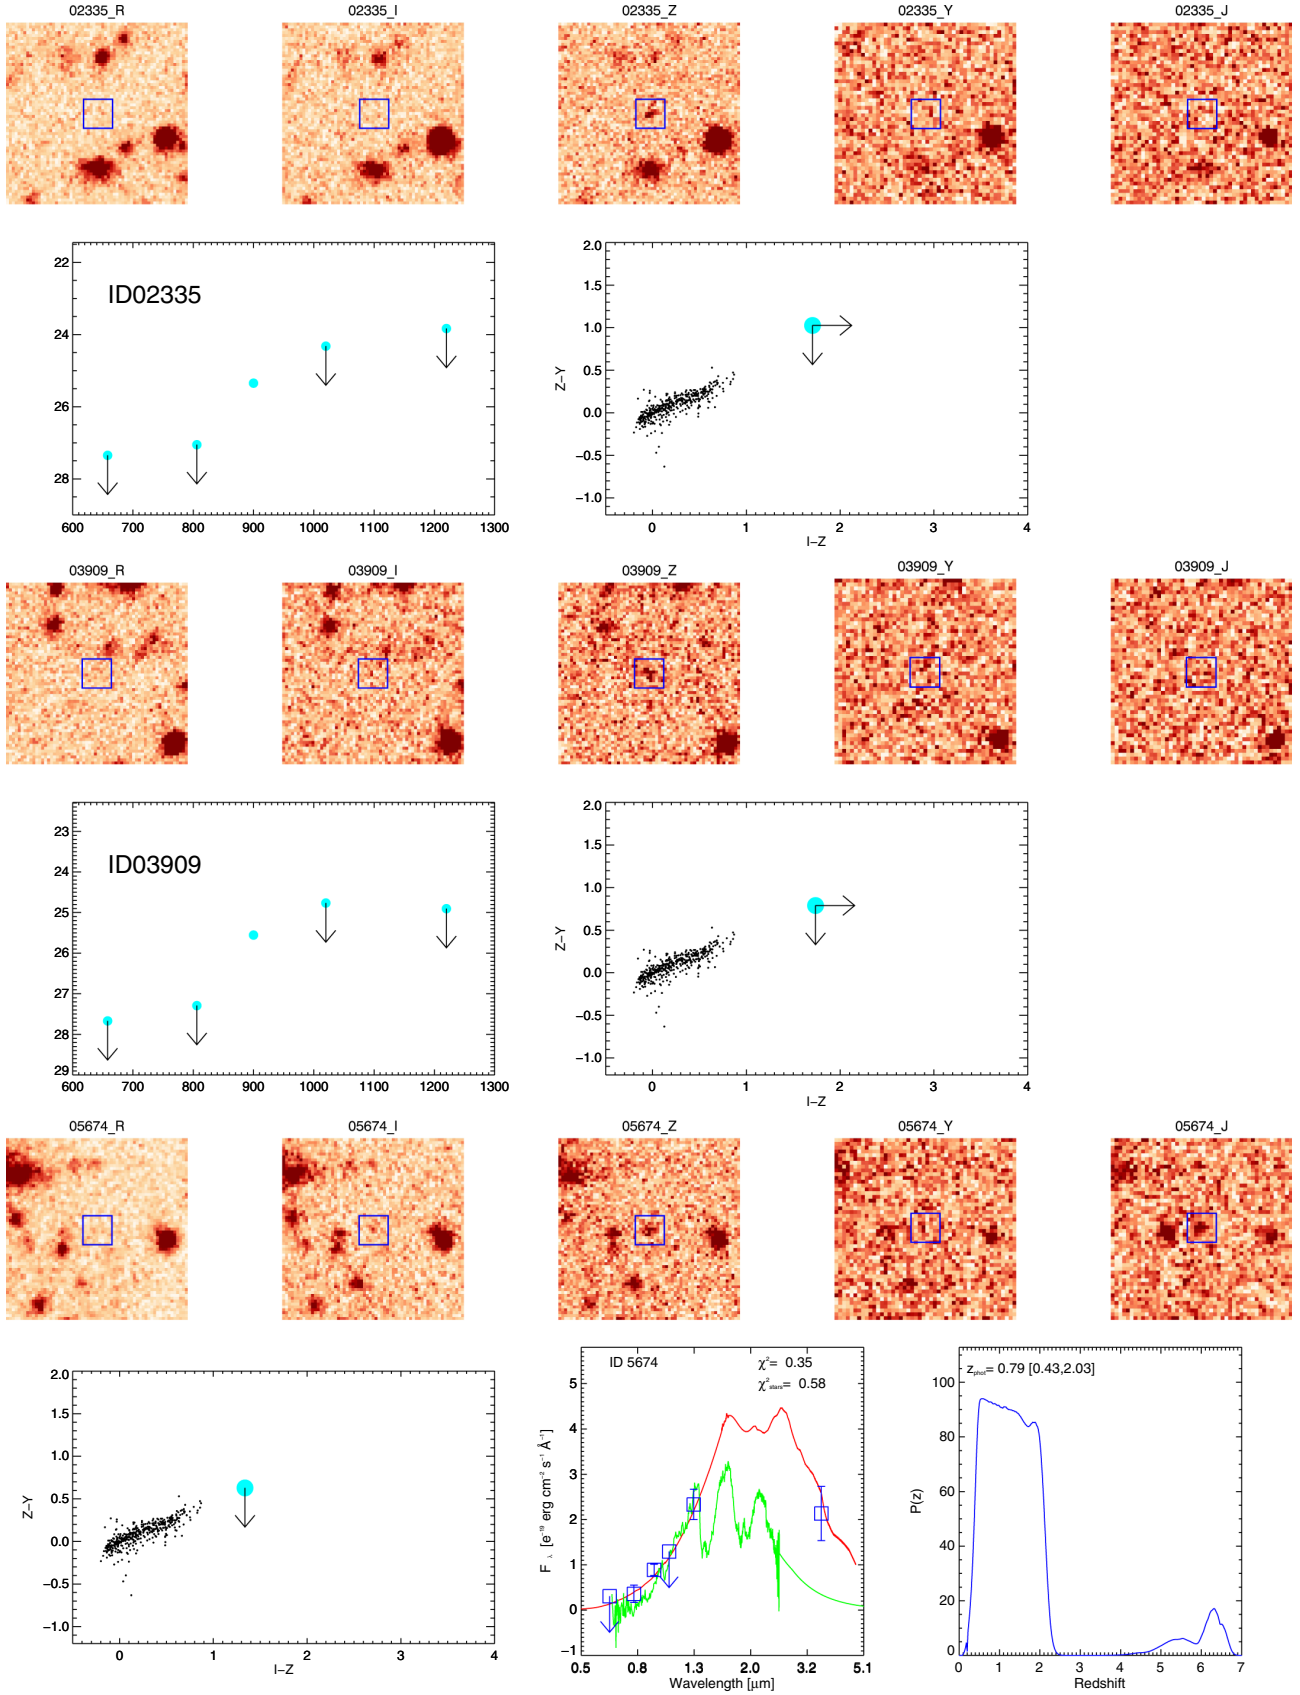 02335_R 02335_I 02335_Z 02335_Y 02335_J
22
24
26
28
ID02335
600 700 800 900 1000 1100 1200 1300
2.0
1.5
1.0
0.5
0.0
−0.5
−1.0
Z−Y
0 1 2 3 4
I−Z
03909_R 03909_I 03909_Z 03909_Y 03909_J
23
24
25
26
27
28
29
ID03909
600 700 800 900 1000 1100 1200 1300
2.0
1.5
1.0
0.5
0.0
−0.5
−1.0
Z−Y
0 1 2 3 4
I−Z
05674_R 05674_I 05674_Z 05674_Y 05674_J
2.0
1.5
1.0
0.5
0.0
−0.5
−1.0
Z−Y
0 1 2 3 4
I−Z
ID 5674
χ²= 0.35
χ²stars= 0.58
5
4
3
2
1
0
−1
F λ [e⁻¹⁹ erg cm⁻² s⁻¹ Å⁻¹]
0.5 0.8 1.3 2.0 3.2 5.1
Wavelength [μm]
zphot= 0.79 [0.43,2.03]
100
80
60
40
20
0
P(z)
0 1 2 3 4 5 6 7
Redshift